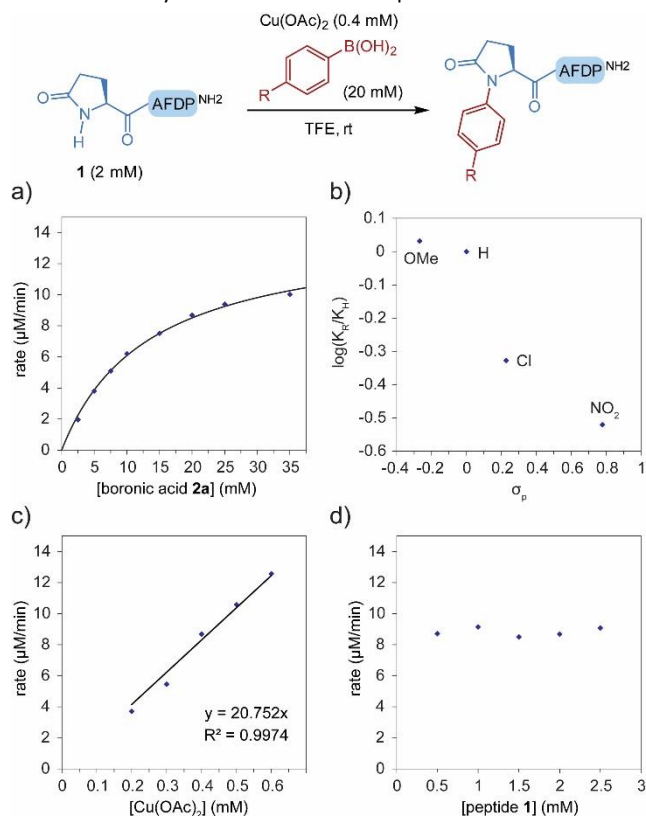 Cu(OAc)2 (0.4 mM)
B(OH)2
R
(20 mM)
TFE, rt
O
N
H
O
AFDP
NH2
1 (2 mM)
O
N
O
AFDP
NH2
R
a)
14
12
10
8
6
4
2
0
rate (µM/min)
0 5 10 15 20 25 30 35
[boronic acid 2a] (mM)
b)
0.1
0
-0.1
-0.2
-0.3
-0.4
-0.5
-0.6
log(KR/KH)
OMe
H
Cl
NO2
-0.4 -0.2 0 0.2 0.4 0.6 0.8 1
σp
c)
14
12
10
8
6
4
2
0
rate (µM/min)
y = 20.752x
R² = 0.9974
0 0.1 0.2 0.3 0.4 0.5 0.6 0.7
[Cu(OAc)2] (mM)
d)
14
12
10
8
6
4
2
0
rate (µM/min)
0 0.5 1 1.5 2 2.5 3
[peptide 1] (mM)